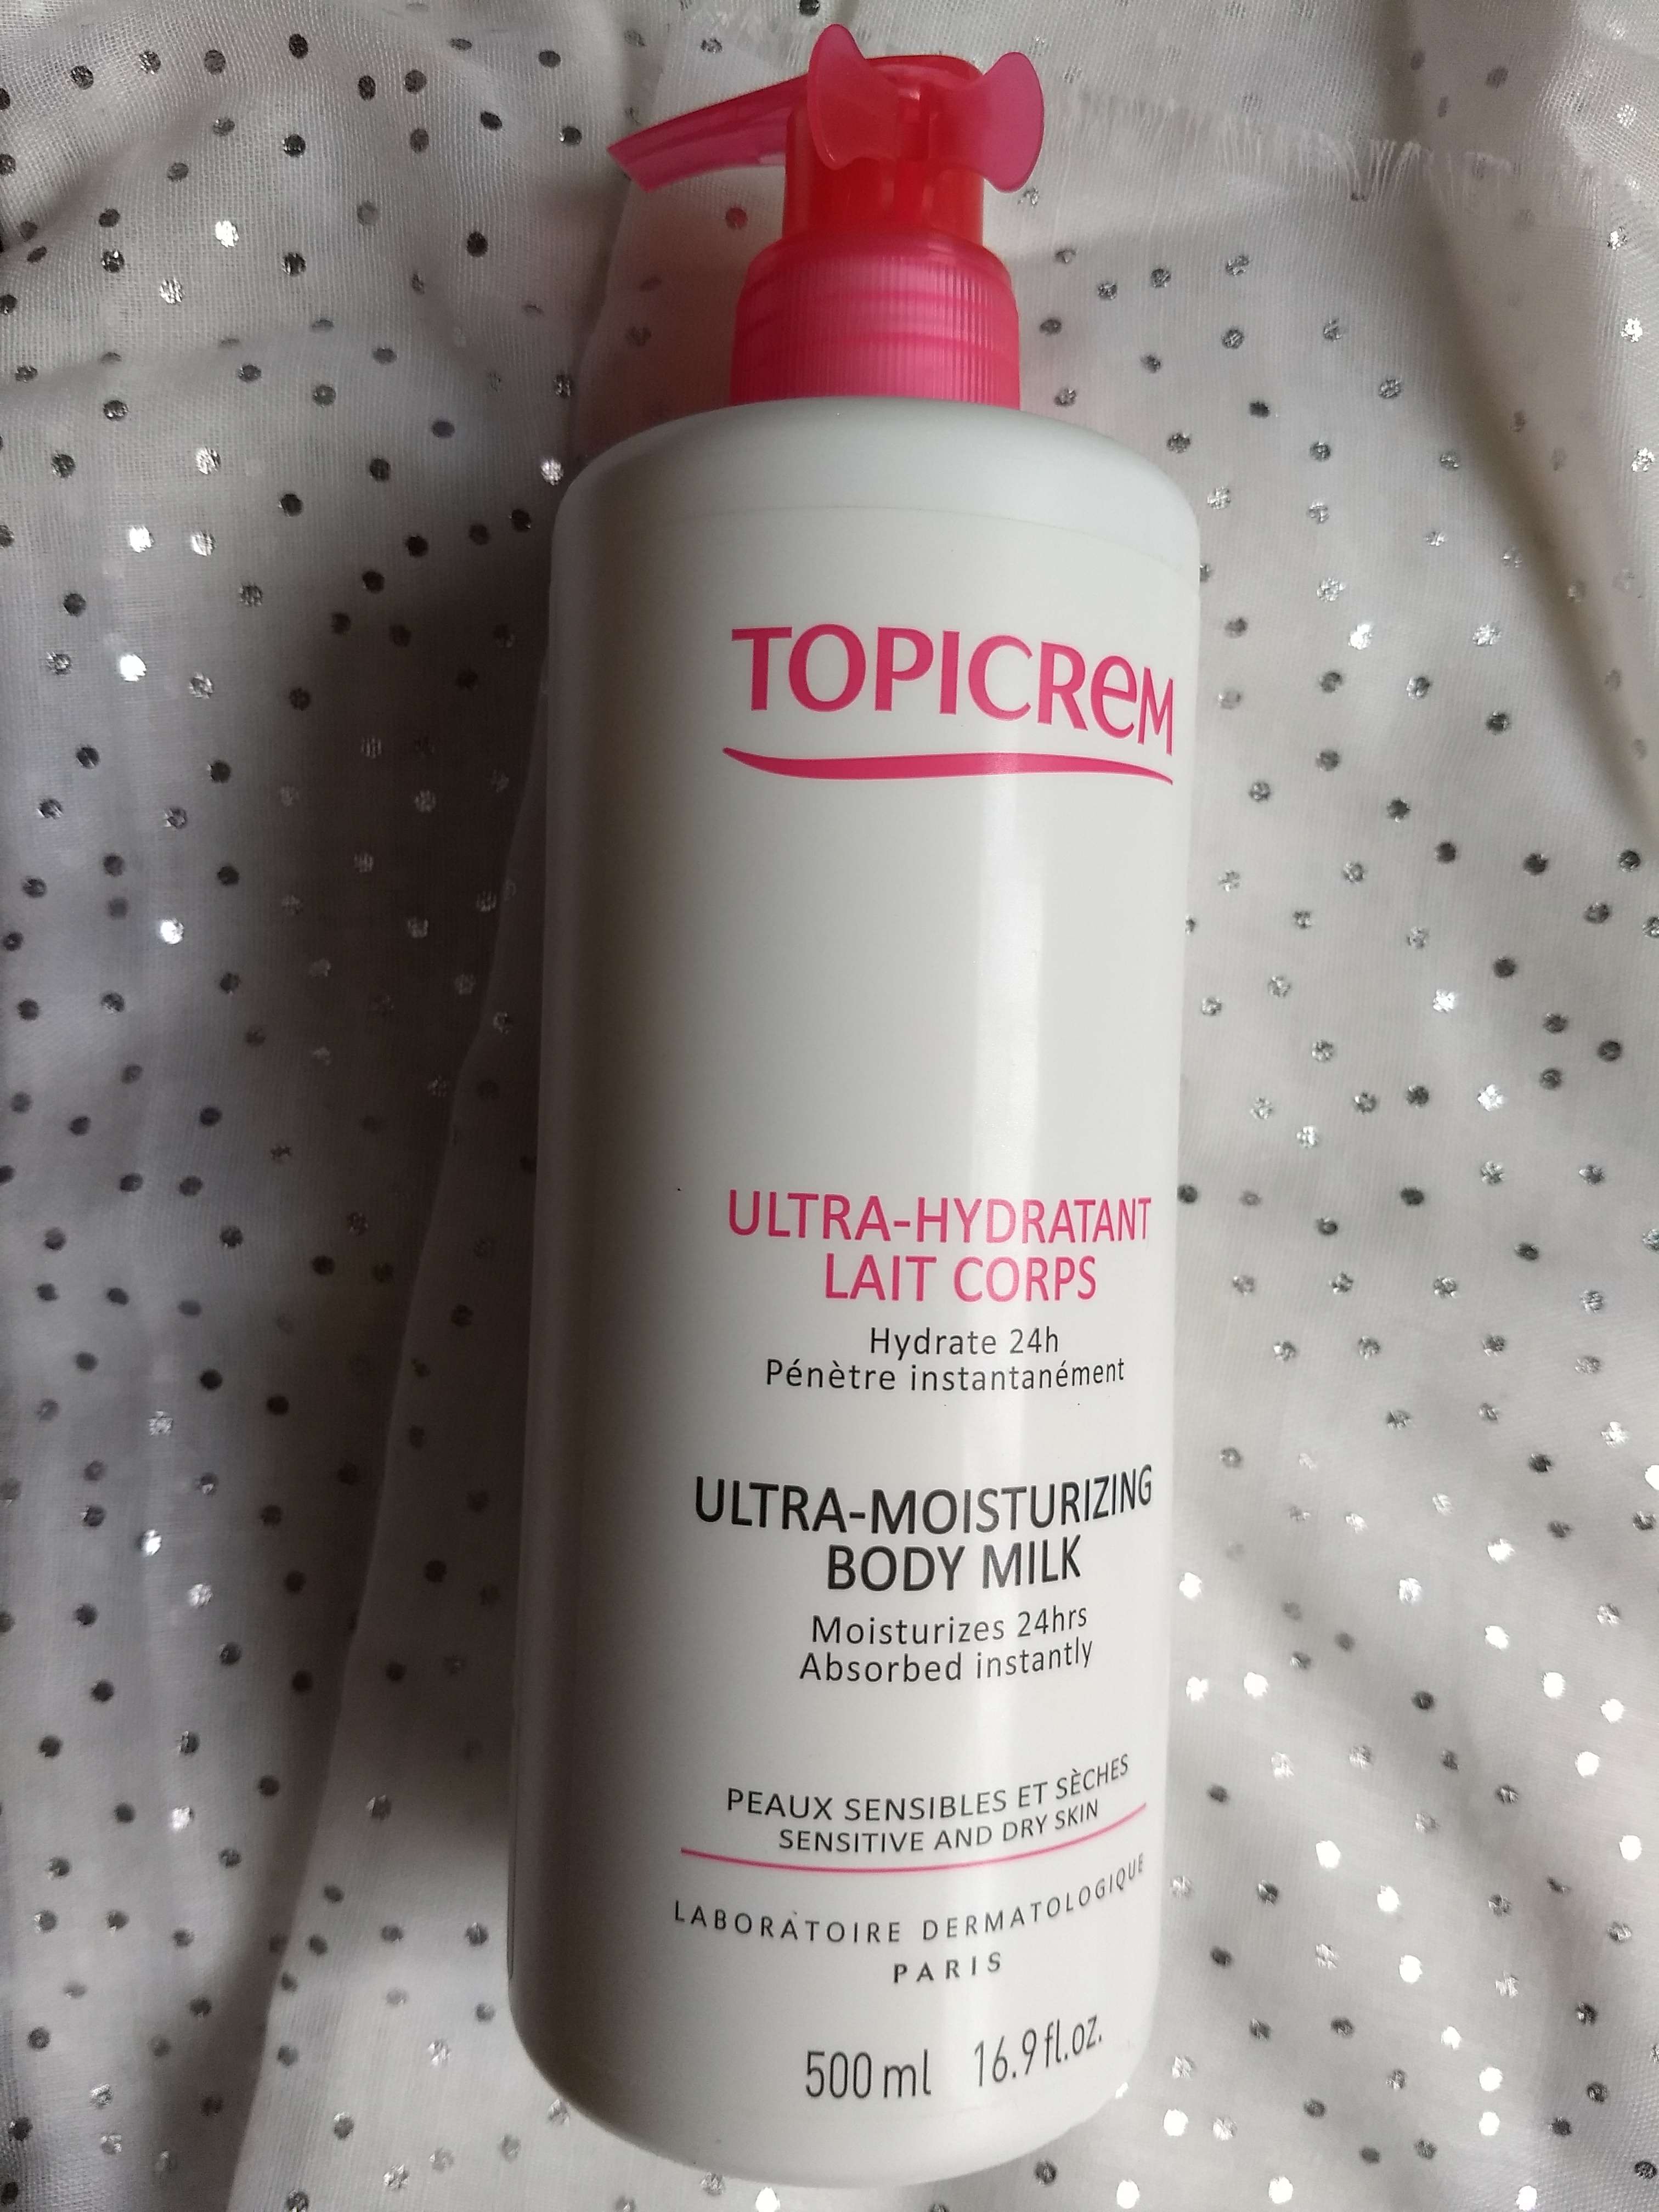 TOPICREM
ULTRA-HYDRATANT
LAIT CORPS
Hydrate 24h
Pénètre instantanément
ULTRA-MOISTURIZING
BODY MILK
Moisturizes 24hrs
Absorbed instantly
PEAUX SENSIBLES ET SÈCHES
SENSITIVE AND DRY SKIN
LABORATOIRE DERMATOLOGIQUE
PARIS
500 ml 16.9 fl.oz.